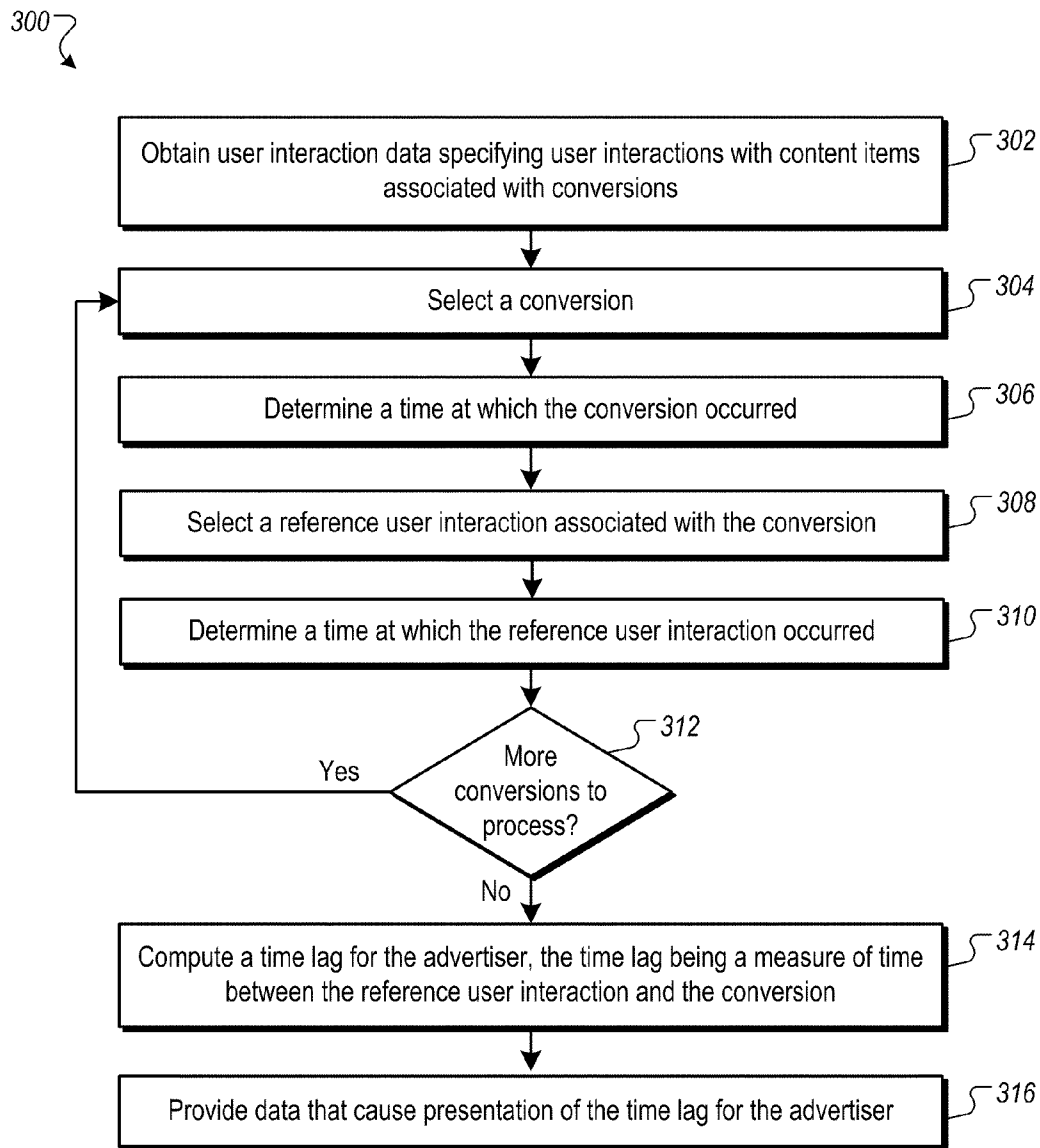 300
Obtain user interaction data specifying user interactions with content items
associated with conversions
302
Select a conversion
304
Determine a time at which the conversion occurred
306
Select a reference user interaction associated with the conversion
308
Determine a time at which the reference user interaction occurred
310
More
conversions to
process?
312
Yes
No
Compute a time lag for the advertiser, the time lag being a measure of time
between the reference user interaction and the conversion
314
Provide data that cause presentation of the time lag for the advertiser
316